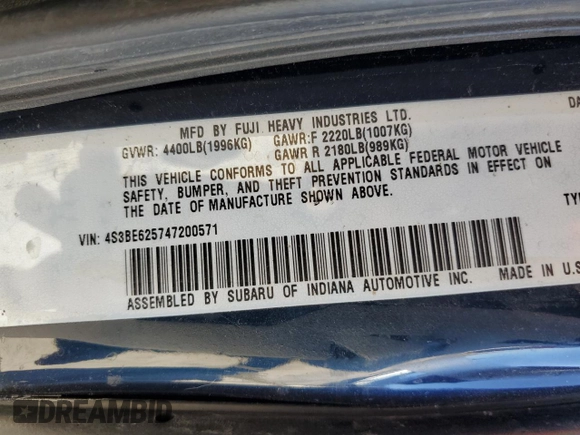 MFD BY FUJI HEAVY INDUSTRIES LTD. DA
GVWR: 4400LB(1996KG) GAWR:F 2220LB(1007KG)
GAWR R 2180LB(989KG)
THIS VEHICLE CONFORMS TO ALL APPLICABLE FEDERAL MOTOR VEHICLE
SAFETY, BUMPER, AND THEFT PREVENTION STANDARDS IN EFFECT ON
THE DATE OF MANUFACTURE SHOWN ABOVE.
VIN: 4S3BE625747200571 TY
ASSEMBLED BY SUBARU OF INDIANA AUTOMOTIVE INC. MADE IN U.S
DREAMBID